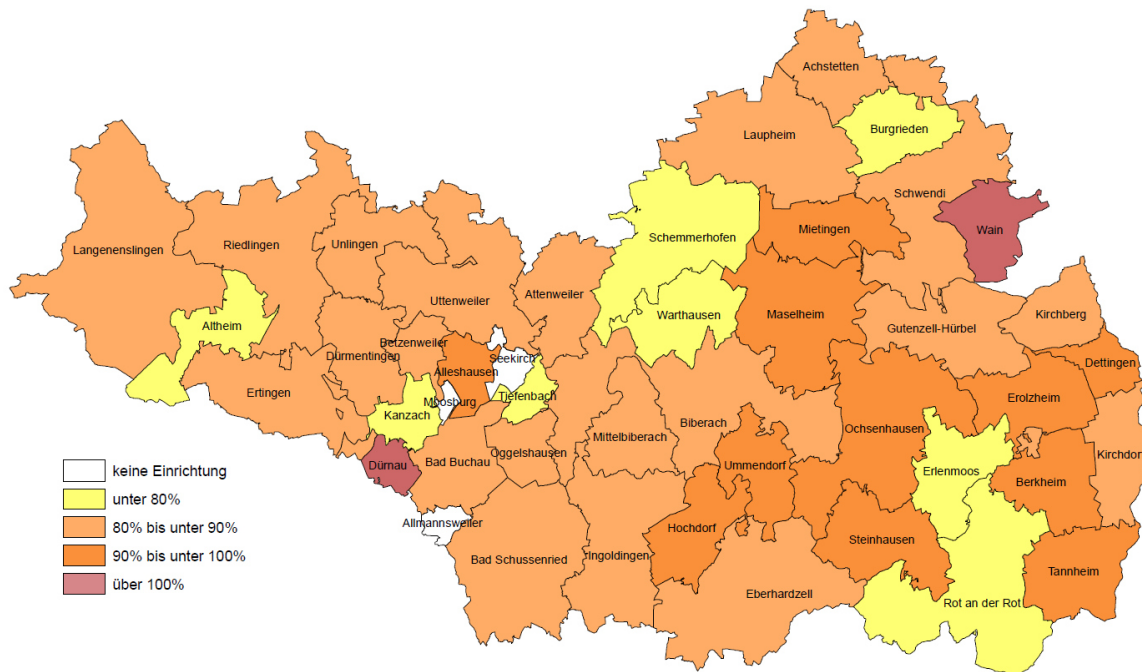 Achstetten
Burgrieden
Laupheim
Schwendi
Wain
Mietingen
Schemmerhofen
Langenenslingen
Riedlingen
Unlingen
Uttenweiler
Attenweiler
Warthausen
Maselheim
Kirchberg
Gutenzell-Hürbel
Altheim
Betzenweiler
Dürmentingen
Seekirch
Alleshausen
Dettingen
Ertingen
Moosburg
Tiefenbach
Erolzheim
Kanzach
Biberach
Ochsenhausen
Mittelbiberach
Oggelshausen
Kirchdorf
Dürnau
Bad Buchau
Ummendorf
Erlenmoos
Berkheim
Allmannsweiler
Hochdorf
Steinhausen
Bad Schussenried
Ingoldingen
Tannheim
Eberhardzell
Rot an der Rot
keine Einrichtung
unter 80%
80% bis unter 90%
90% bis unter 100%
über 100%